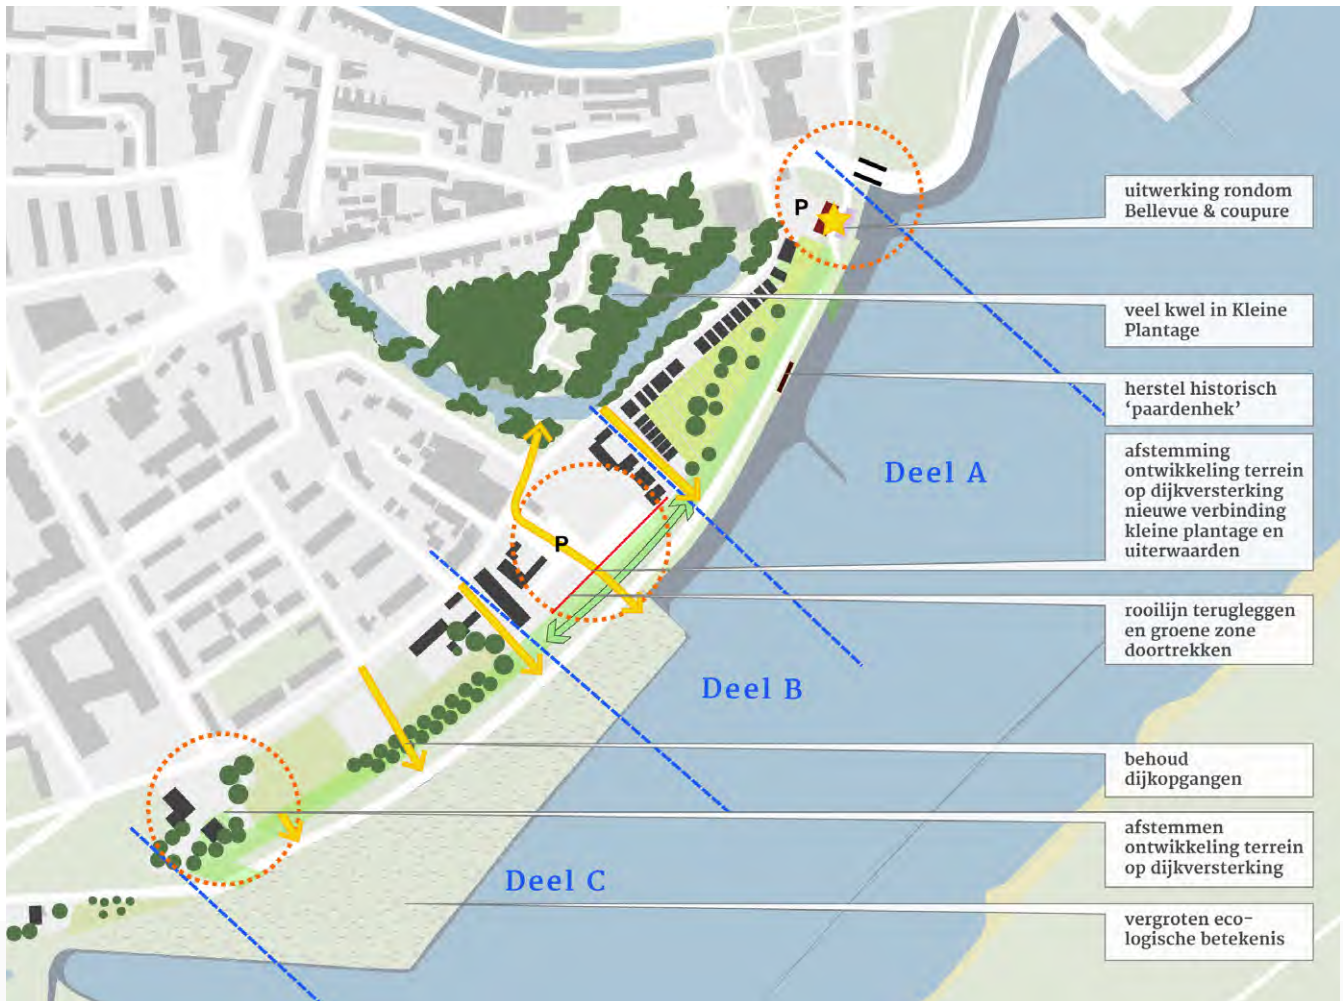 uitwerking rondom
Bellevue & coupure
P
veel kwel in Kleine
Plantage
herstel historisch
‘paardenhek’
afstemming
ontwikkeling terrein
op dijkversterking
nieuwe verbinding
kleine plantage en
uiterwaarden
Deel A
P
rooilijn terugleggen
en groene zone
doortrekken
Deel B
behoud
dijkopgangen
afstemmen
ontwikkeling terrein
op dijkversterking
Deel C
vergroten eco-
logische betekenis